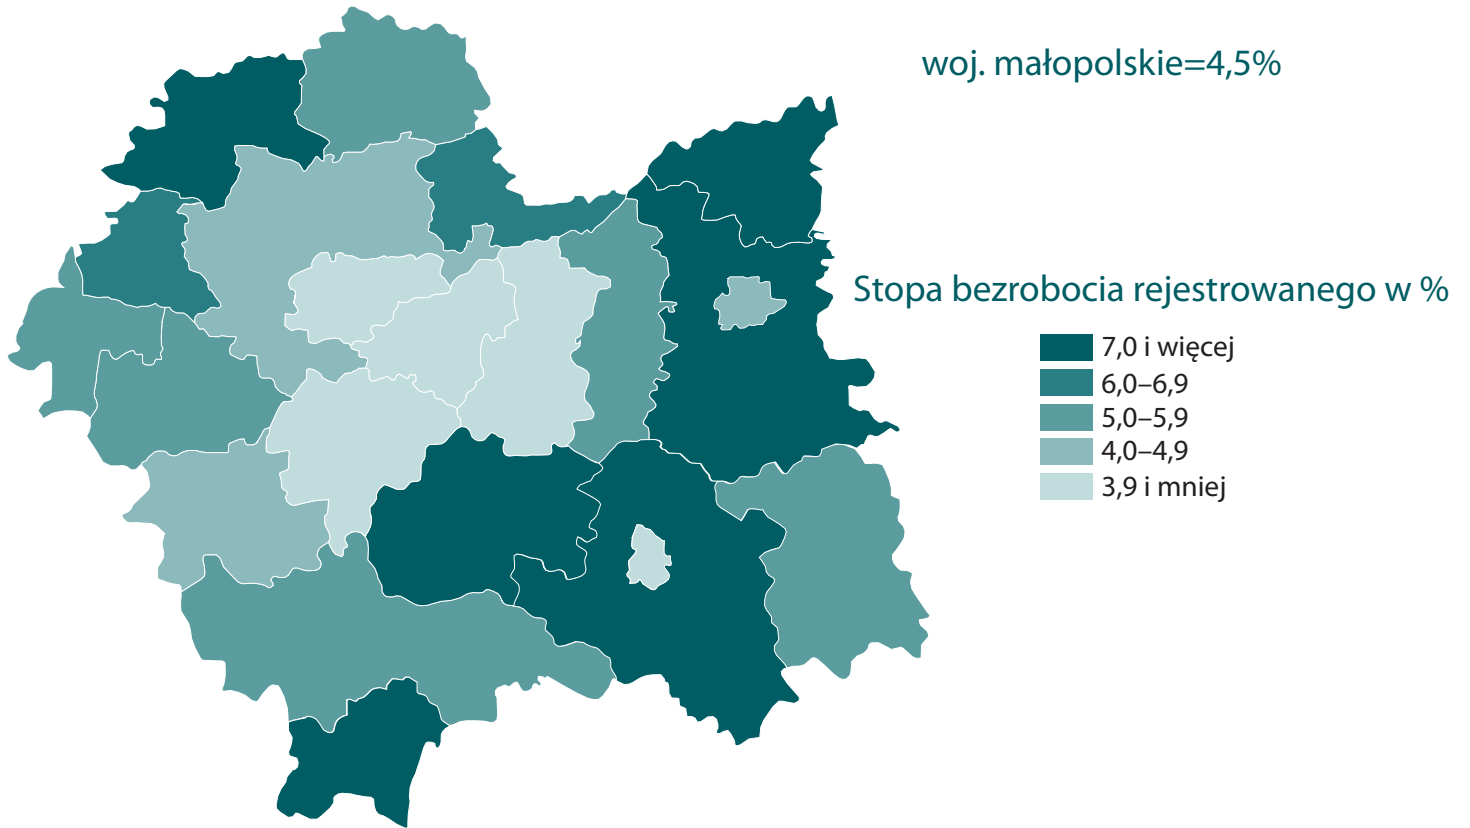 woj. małopolskie=4,5%
Stopa bezrobocia rejestrowanego w %
7,0 i więcej
6,0–6,9
5,0–5,9
4,0–4,9
3,9 i mniej